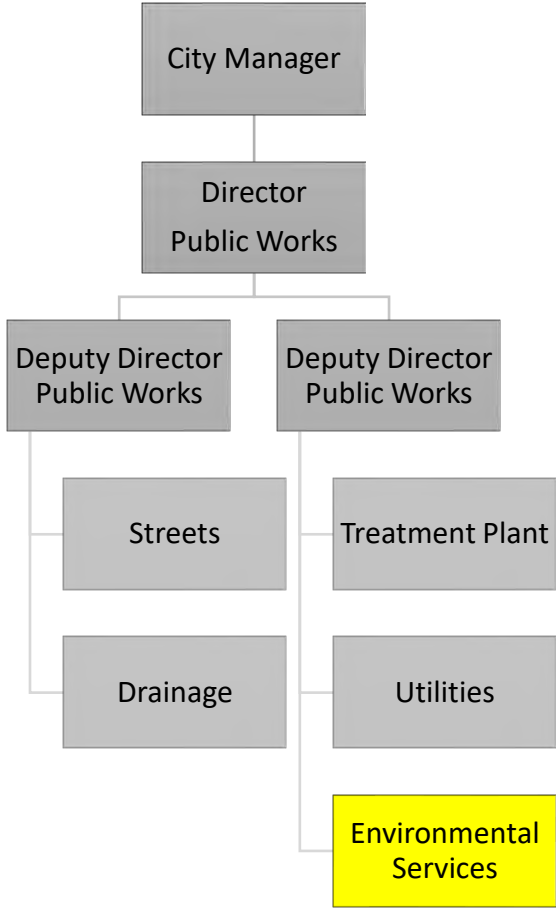 City Manager
Director
Public Works
Deputy Director
Public Works
Deputy Director
Public Works
Streets
Drainage
Treatment Plant
Utilities
Environmental
Services